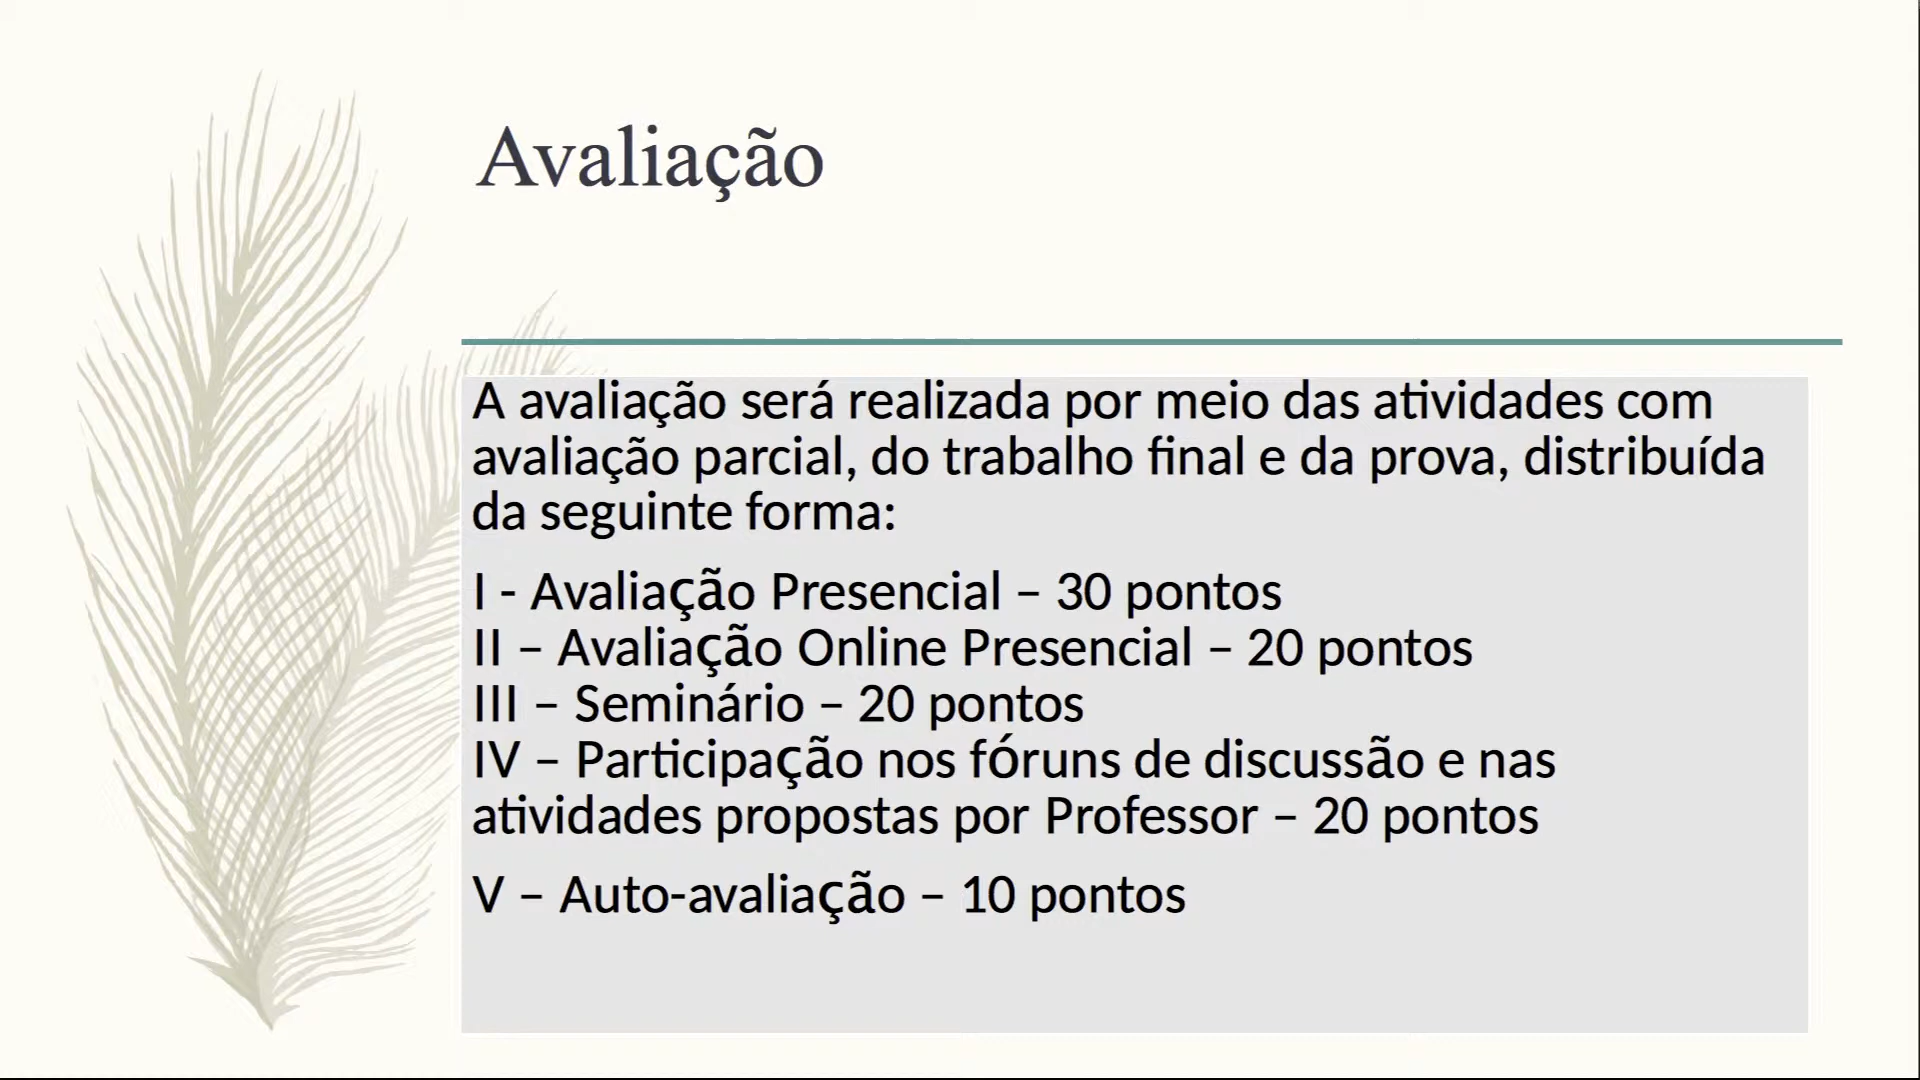 Avaliação
A avaliação será realizada por meio das atividades com
avaliação parcial, do trabalho final e da prova, distribuída
da seguinte forma:
I - Avaliação Presencial – 30 pontos
II – Avaliação Online Presencial – 20 pontos
III – Seminário – 20 pontos
IV – Participação nos fóruns de discussão e nas
atividades propostas por Professor – 20 pontos
V – Auto-avaliação – 10 pontos